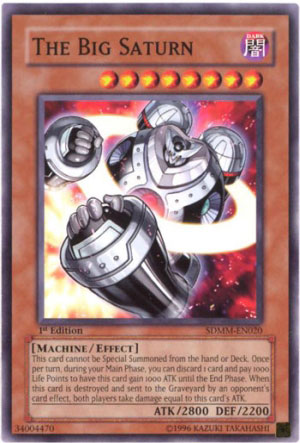 THE BIG SATURN
DARK
闇
1st Edition
SDMM-EN020
[MACHINE / EFFECT]
This card cannot be Special Summoned from the hand or Deck. Once
per turn, during your Main Phase, you can discard 1 card and pay 1000
Life Points to have this card gain 1000 ATK until the End Phase. When
this card is destroyed and sent to the Graveyard by an opponent's
card effect, both players take damage equal to this card's ATK.
ATK/2800 DEF/2200
34004470
©1996 KAZUKI TAKAHASHI